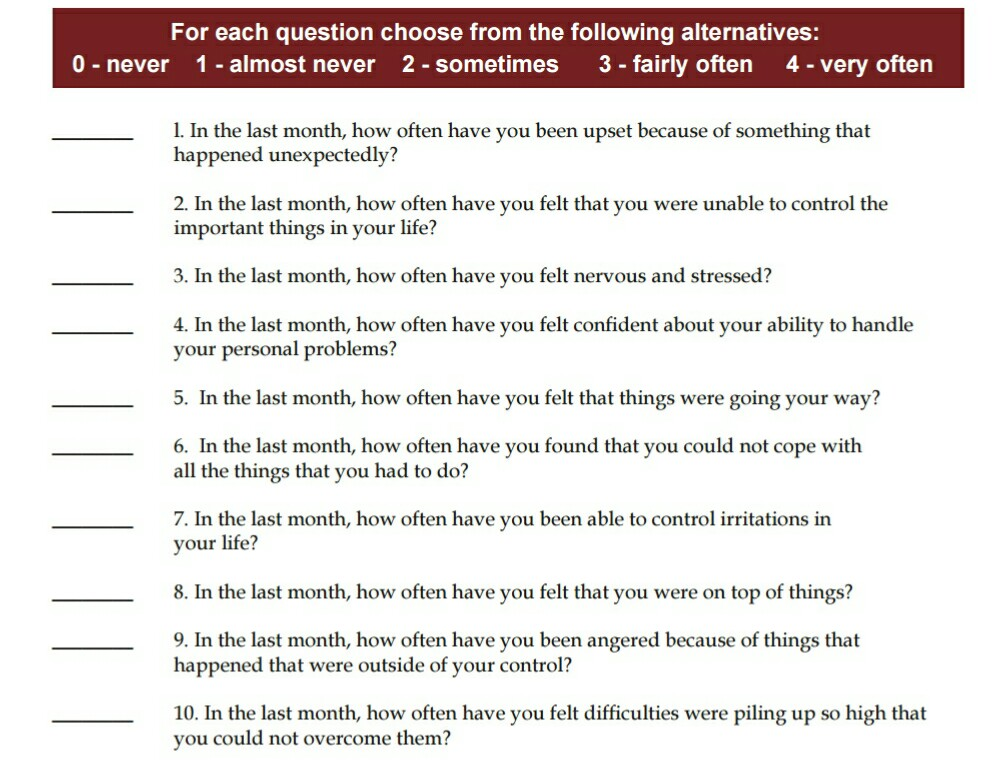 For each question choose from the following alternatives:
0 - never 1 - almost never 2 - sometimes 3 - fairly often 4 - very often
l. In the last month, how often have you been upset because of something that
happened unexpectedly?
2. In the last month, how often have you felt that you were unable to control the
important things in your life?
3. In the last month, how often have you felt nervous and stressed?
4. In the last month, how often have you felt confident about your ability to handle
your personal problems?
5. In the last month, how often have you felt that things were going your way?
6. In the last month, how often have you found that you could not cope with
all the things that you had to do?
7. In the last month, how often have you been able to control irritations in
your life?
8. In the last month, how often have you felt that you were on top of things?
9. In the last month, how often have you been angered because of things that
happened that were outside of your control?
10. In the last month, how often have you felt difficulties were piling up so high that
you could not overcome them?